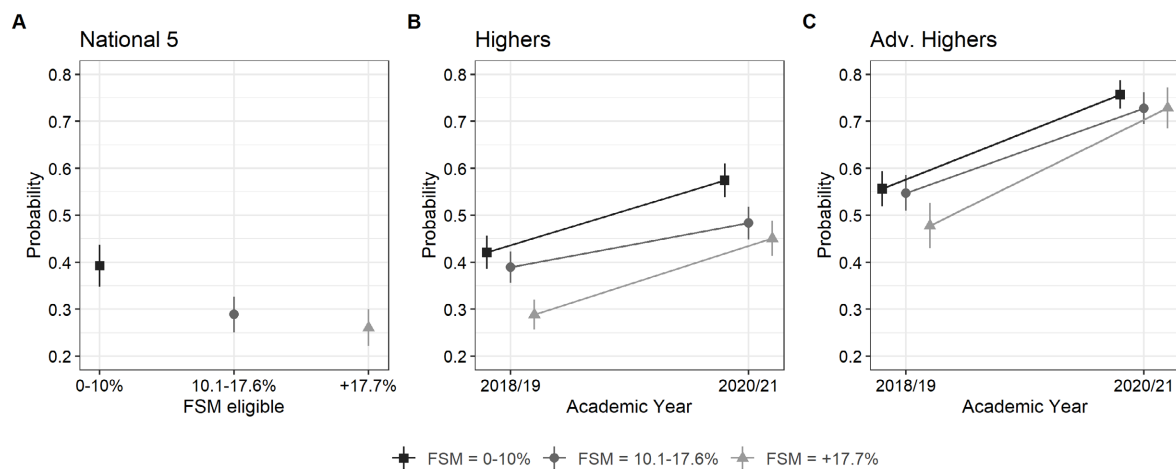 A
National 5
Probability
0.8
0.7
0.6
0.5
0.4
0.3
0.2
0-10%
10.1-17.6%
+17.7%
FSM eligible
B
Highers
Probability
0.8
0.7
0.6
0.5
0.4
0.3
0.2
2018/19
2020/21
Academic Year
C
Adv. Highers
Probability
0.8
0.7
0.6
0.5
0.4
0.3
0.2
2018/19
2020/21
Academic Year
FSM = 0-10%
FSM = 10.1-17.6%
FSM = +17.7%